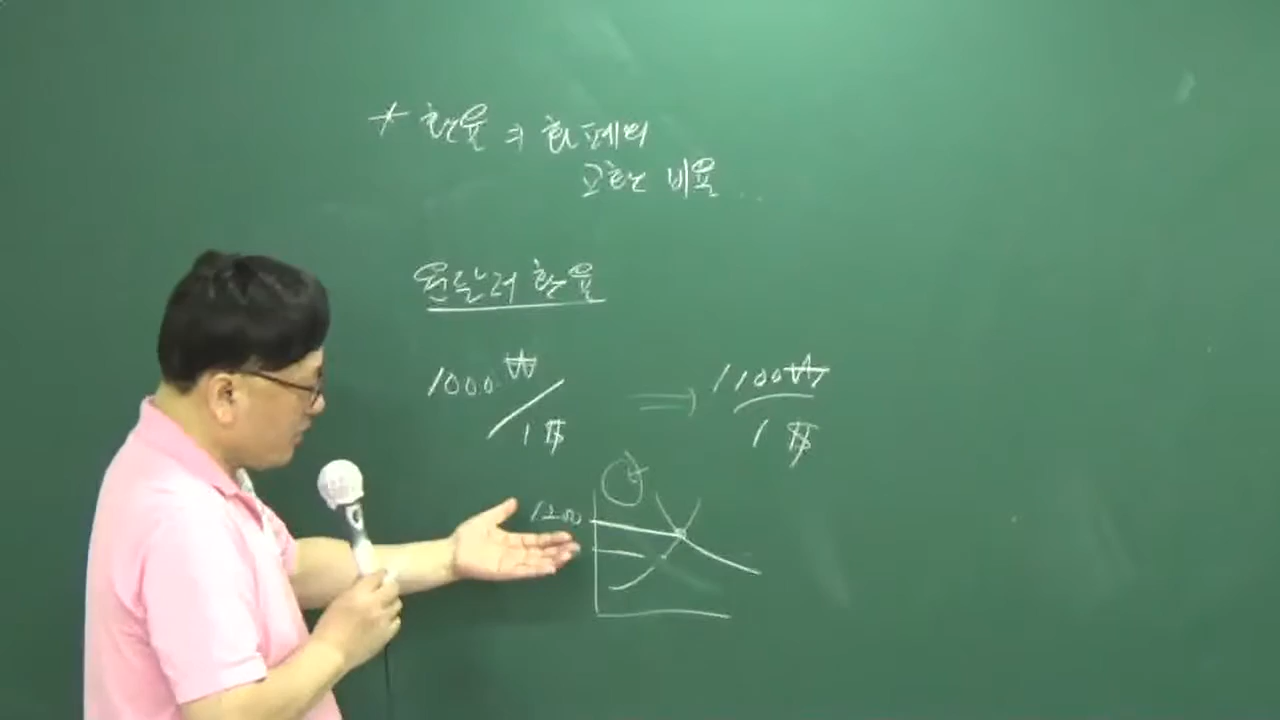 * 환율 : 화폐의
교환 비율
원달러 환율
1000₩/1$ ⇒ 1100₩/1$
1200